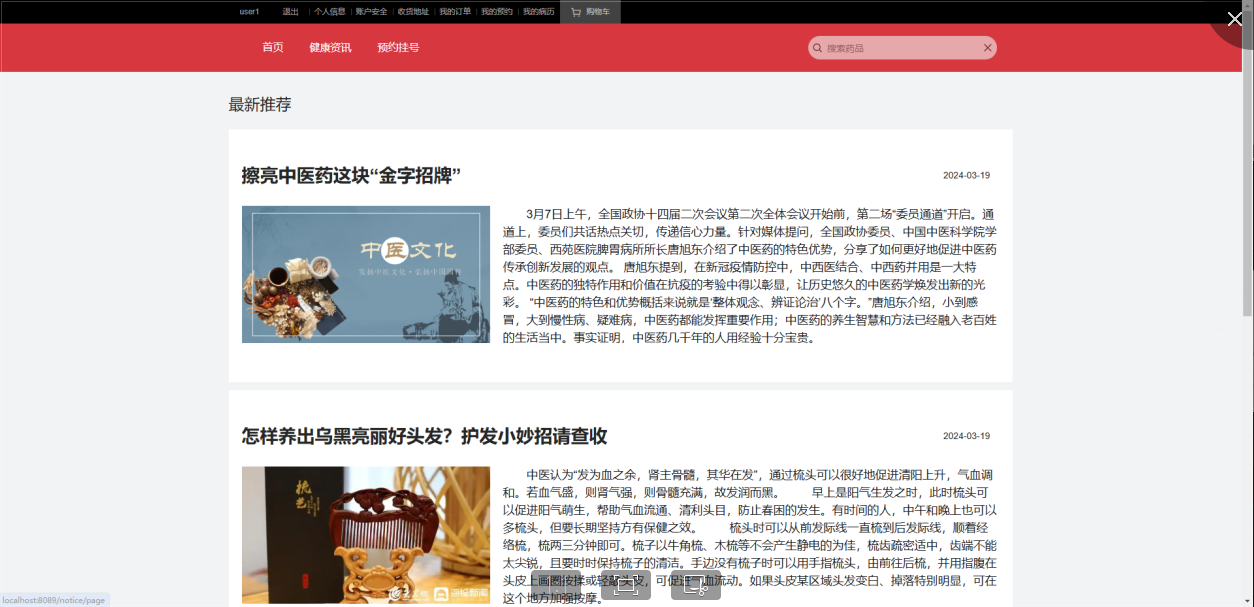 user1 退出 个人信息 账户安全 收货地址 我的订单 我的预约 我的病历 购物车
首页 健康资讯 预约挂号 搜索药品
最新推荐
擦亮中医药这块“金字招牌” 2024-03-19
中医文化
3月7日上午，全国政协十四届二次会议第二次全体会议开始前，第二场“委员通道”开启。通
道上，委员们共话热点关切，传递信心力量。针对媒体提问，全国政协委员、中国中医科学院学
部委员、西苑医院脾胃病所所长唐旭东介绍了中医药的特色优势，分享了如何更好地促进中医药
传承创新发展的观点。 唐旭东提到，在新冠疫情防控中，中西医结合、中西药并用是一大特
点。中医药的独特作用和价值在抗疫的考验中得以彰显，让历史悠久的中医药学焕发出新的光
彩。 “中医药的特色和优势概括来说就是‘整体观念、辨证论治’八个字。”唐旭东介绍，小到感
冒，大到慢性病、疑难病，中医药都能发挥重要作用；中医药的养生智慧和方法已经融入老百姓
的生活当中。事实证明，中医药几千年的人用经验十分宝贵。
怎样养出乌黑亮丽好头发？护发小妙招请查收 2024-03-19
中医认为“发为血之余，肾主骨髓，其华在发”，通过梳头可以很好地促进清阳上升，气血调
和。若血气盛，则肾气强，则骨髓充满，故发润而黑。 早上是阳气生发之时，此时梳头可
以促进阳气萌生，帮助气血流通、清利头目，防止春困的发生。有时间的人，中午和晚上也可以
多梳头，但要长期坚持方有保健之效。 梳头时可以从前发际线一直梳到后发际线，顺着经
络梳，梳两三分钟即可。梳子以牛角梳、木梳等不会产生静电的为佳，梳齿疏密适中，齿端不能
太尖锐，且要时时保持梳子的清洁。手边没有梳子时可以用手指梳头，由前往后梳，并用指腹在
头皮上画圈按揉或轻敲头皮，可促进气血流动。如果头皮某区域头发变白、掉落特别明显，可在
这个地方加强按摩。
localhost:8089/notice/page